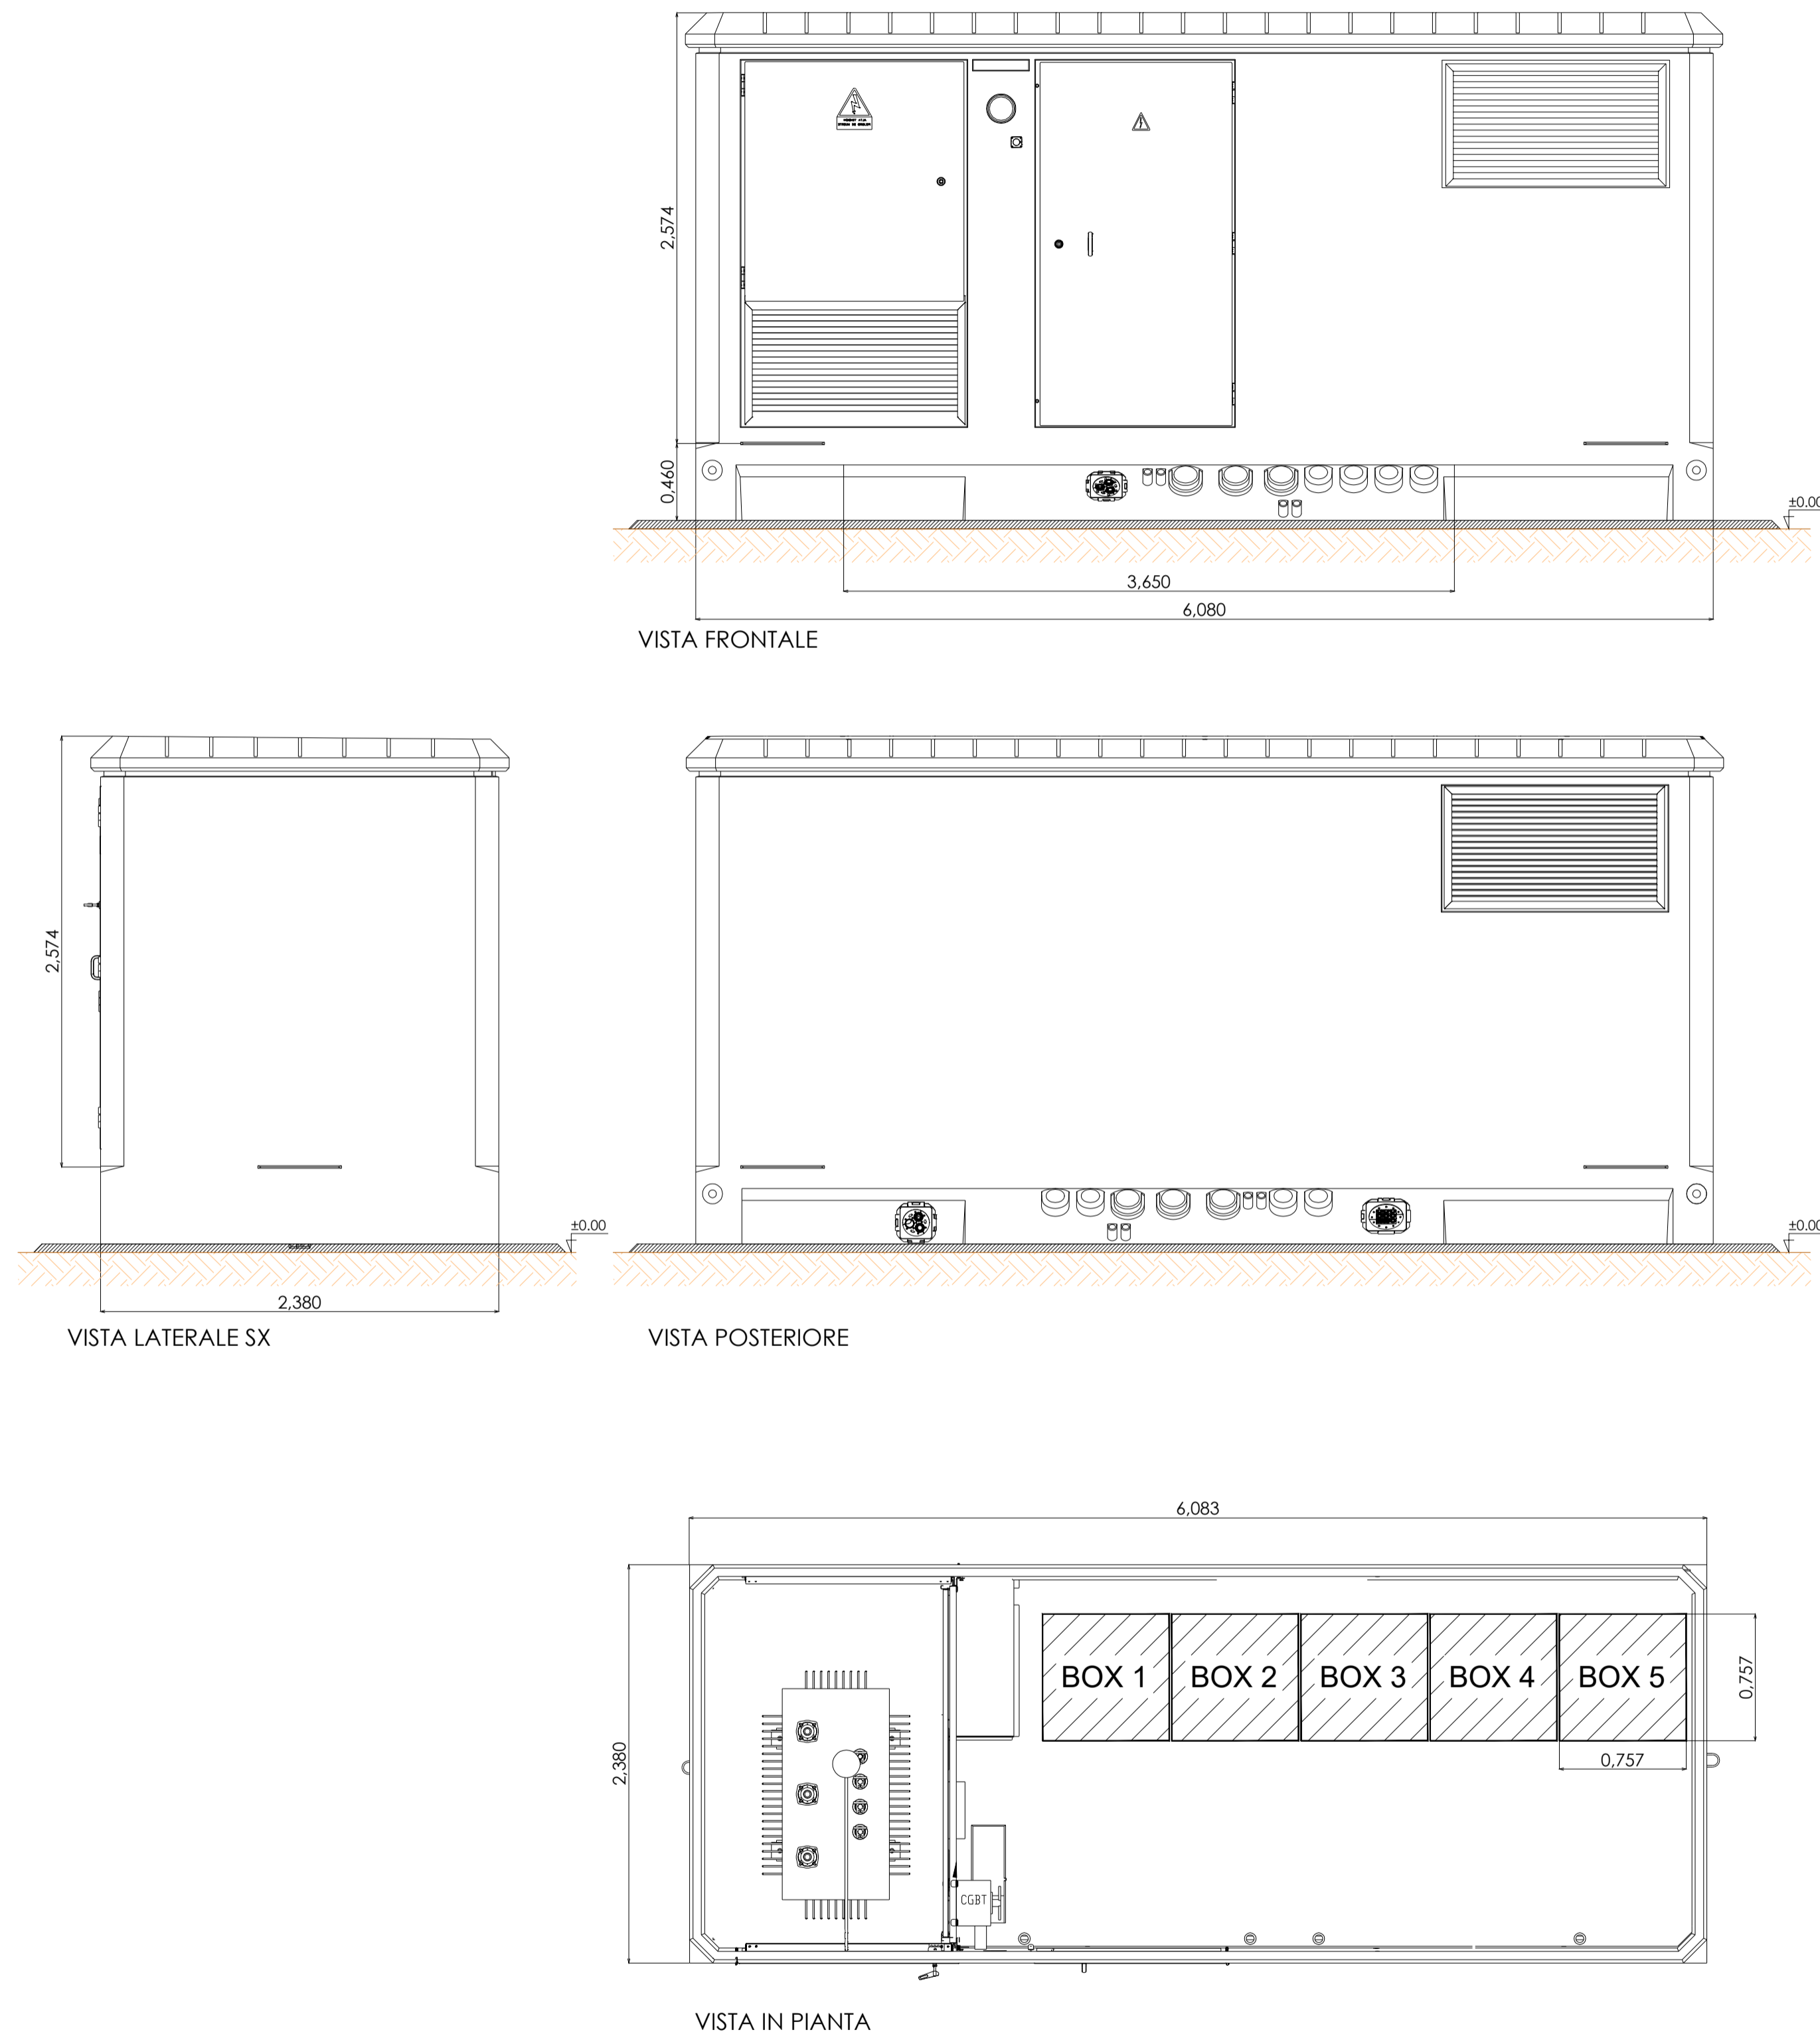 2,574
0,460
±0.00
3,650
6,080
VISTA FRONTALE
2,574
±0.00
±0.00
2,380
VISTA LATERALE SX
VISTA POSTERIORE
6,083
BOX 1
BOX 2
BOX 3
BOX 4
BOX 5
0,757
0,757
2,380
CGBT
VISTA IN PIANTA